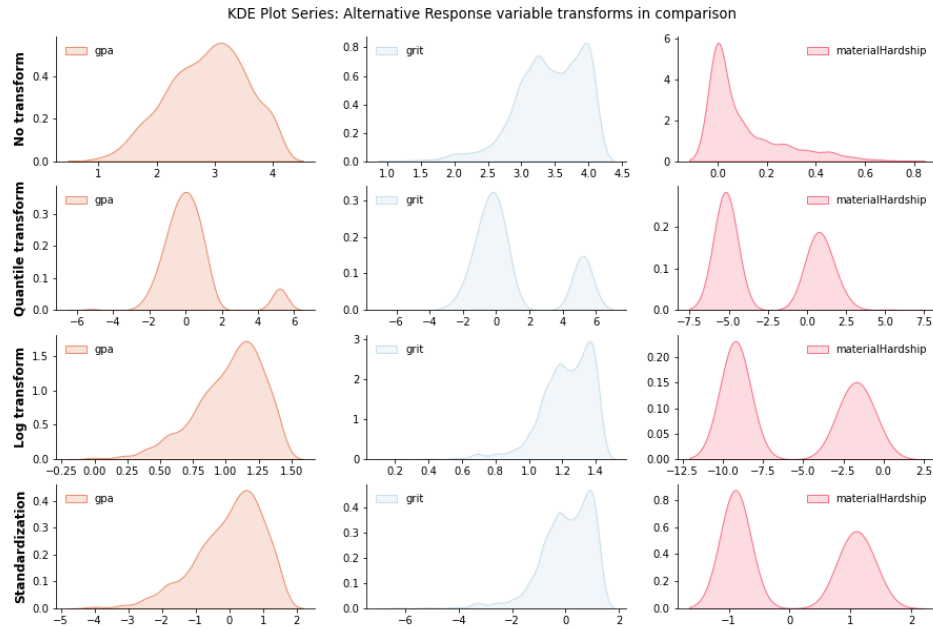 KDE Plot Series: Alternative Response variable transforms in comparison
No transform
0.4
0.2
0.0
gpa
1 2 3 4
0.8
0.6
0.4
0.2
0.0
grit
1.0 1.5 2.0 2.5 3.0 3.5 4.0 4.5
6
4
2
0
materialHardship
0.0 0.2 0.4 0.6 0.8
Quantile transform
0.3
0.2
0.1
0.0
gpa
−6 −4 −2 0 2 4 6
0.3
0.2
0.1
0.0
grit
−6 −4 −2 0 2 4 6
0.2
0.1
0.0
materialHardship
−7.5 −5.0 −2.5 0.0 2.5 5.0 7.5
Log transform
1.5
1.0
0.5
0.0
gpa
−0.25 0.00 0.25 0.50 0.75 1.00 1.25 1.50
3
2
1
0
grit
0.2 0.4 0.6 0.8 1.0 1.2 1.4
0.20
0.15
0.10
0.05
0.00
materialHardship
−12.5 −10.0 −7.5 −5.0 −2.5 0.0 2.5
Standardization
0.4
0.3
0.2
0.1
0.0
gpa
−5 −4 −3 −2 −1 0 1 2
0.4
0.3
0.2
0.1
0.0
grit
−6 −4 −2 0 2
0.8
0.6
0.4
0.2
0.0
materialHardship
−1 0 1 2